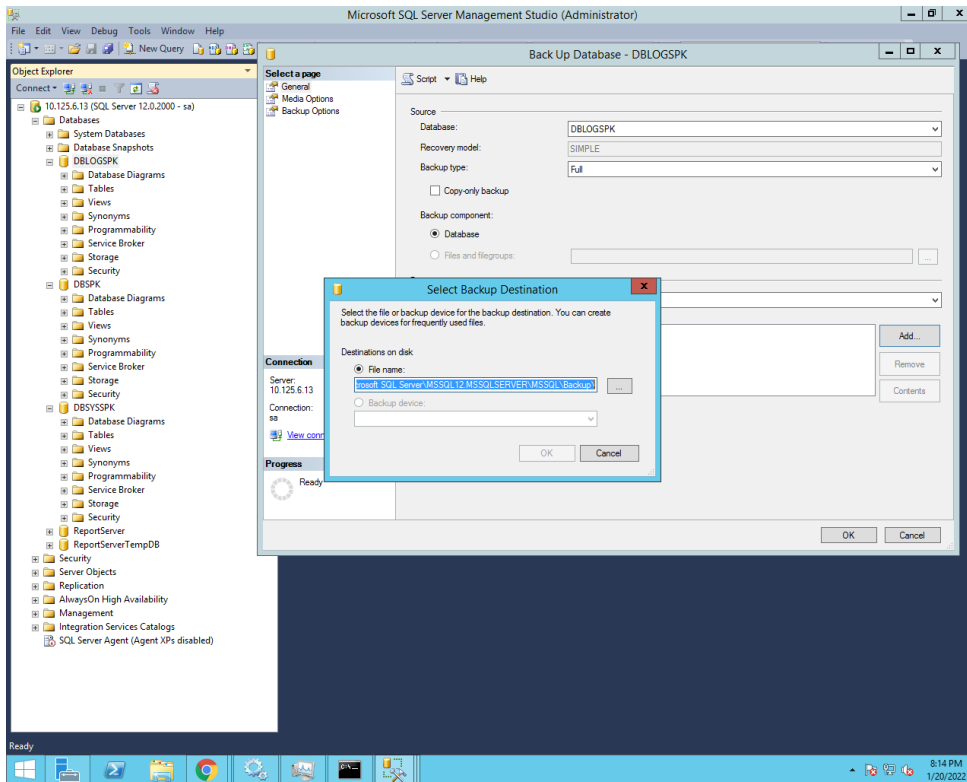 Microsoft SQL Server Management Studio (Administrator)
File Edit View Debug Tools Window Help
New Query
Object Explorer
Connect
10.125.6.13 (SQL Server 12.0.2000 - sa)
Databases
System Databases
Database Snapshots
DBLOGSPK
Database Diagrams
Tables
Views
Synonyms
Programmability
Service Broker
Storage
Security
DBSPK
Database Diagrams
Tables
Views
Synonyms
Programmability
Service Broker
Storage
Security
DBSYSSPK
Database Diagrams
Tables
Views
Synonyms
Programmability
Service Broker
Storage
Security
ReportServer
ReportServerTempDB
Security
Server Objects
Replication
AlwaysOn High Availability
Management
Integration Services Catalogs
SQL Server Agent (Agent XPs disabled)
Back Up Database - DBLOGSPK
Select a page
General
Media Options
Backup Options
Script Help
Source
Database: DBLOGSPK
Recovery model: SIMPLE
Backup type: Full
Copy-only backup
Backup component:
Database
Files and filegroups: ...
Add...
Remove
Contents
Connection
Server:
10.125.6.13
Connection:
sa
View conn
Progress
Ready
OK Cancel
Select Backup Destination
Select the file or backup device for the backup destination. You can create
backup devices for frequently used files.
Destinations on disk
File name:
rosoft SQL Server\MSSQL12.MSSQLSERVER\MSSQL\Backup\ ...
Backup device:
OK Cancel
Ready
8:14 PM
1/20/2022